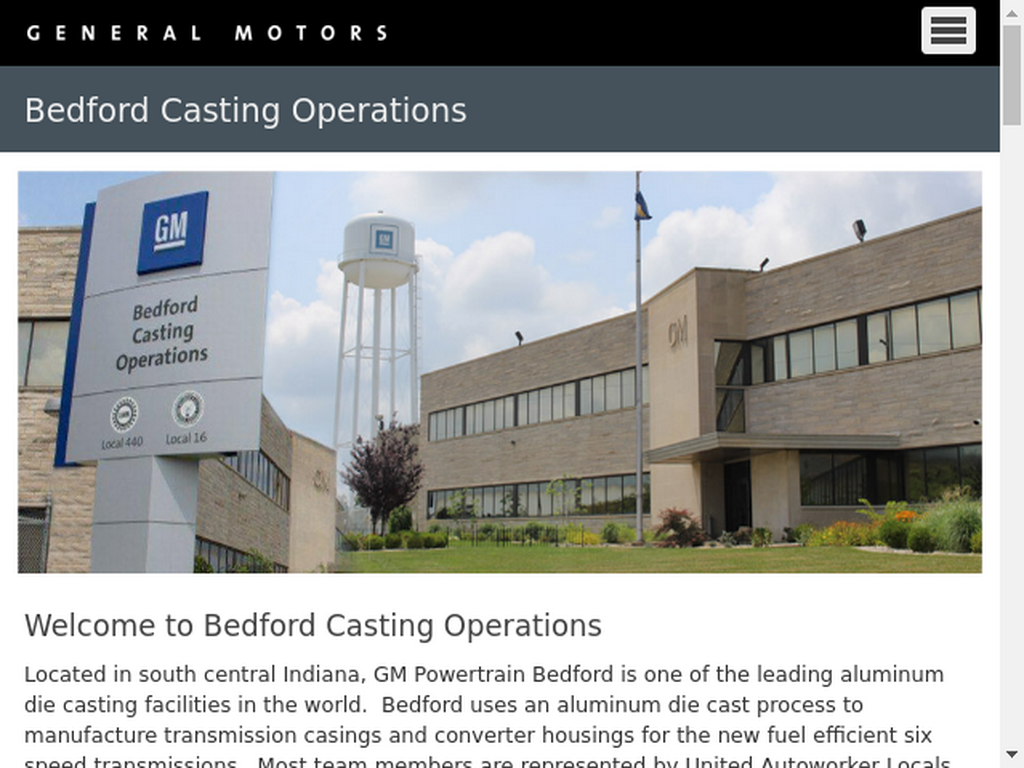 GENERAL MOTORS
Bedford Casting Operations
GM
Bedford
Casting
Operations
Local 440 Local 16
GM
GM
Welcome to Bedford Casting Operations
Located in south central Indiana, GM Powertrain Bedford is one of the leading aluminum
die casting facilities in the world.  Bedford uses an aluminum die cast process to
manufacture transmission casings and converter housings for the new fuel efficient six
speed transmissions.  Most team members are represented by United Autoworker Locals